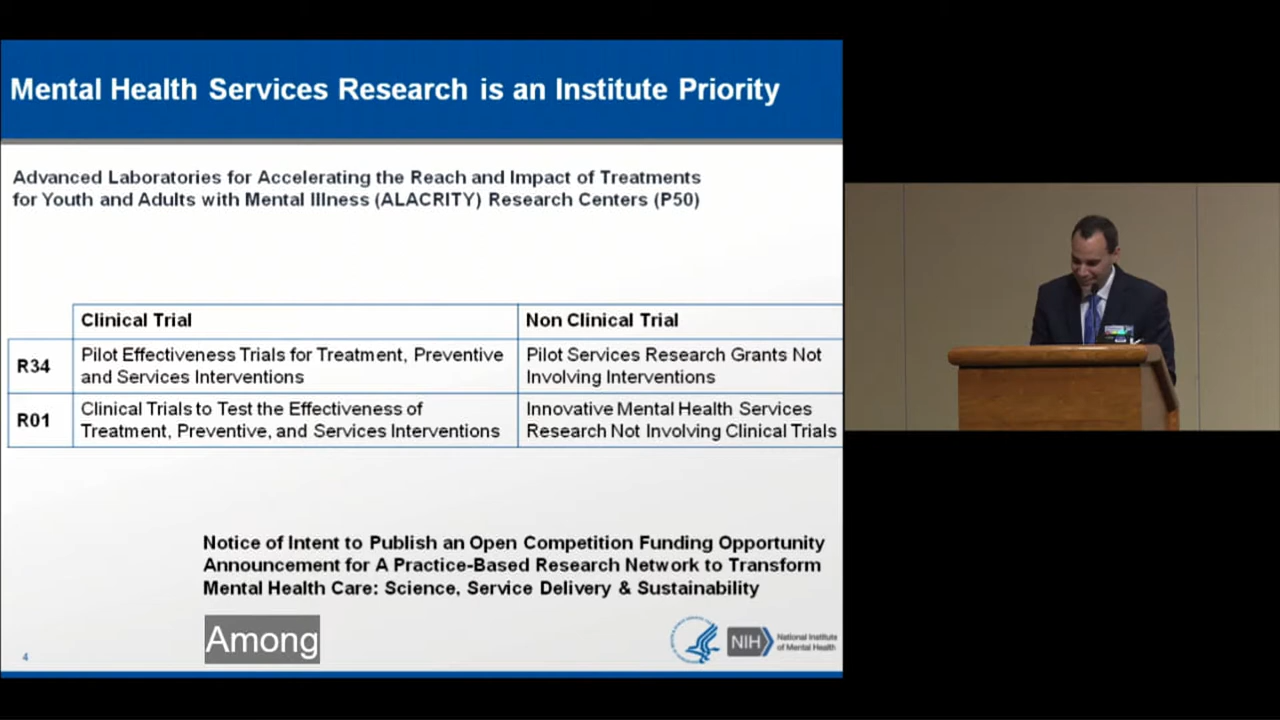 Mental Health Services Research is an Institute Priority
Advanced Laboratories for Accelerating the Reach and Impact of Treatments
for Youth and Adults with Mental Illness (ALACRITY) Research Centers (P50)
Clinical Trial
Non Clinical Trial
R34
Pilot Effectiveness Trials for Treatment, Preventive
and Services Interventions
Pilot Services Research Grants Not
Involving Interventions
R01
Clinical Trials to Test the Effectiveness of
Treatment, Preventive, and Services Interventions
Innovative Mental Health Services
Research Not Involving Clinical Trials
Notice of Intent to Publish an Open Competition Funding Opportunity
Announcement for A Practice-Based Research Network to Transform
Mental Health Care: Science, Service Delivery & Sustainability
Among
4
NIH
National Institute
of Mental Health